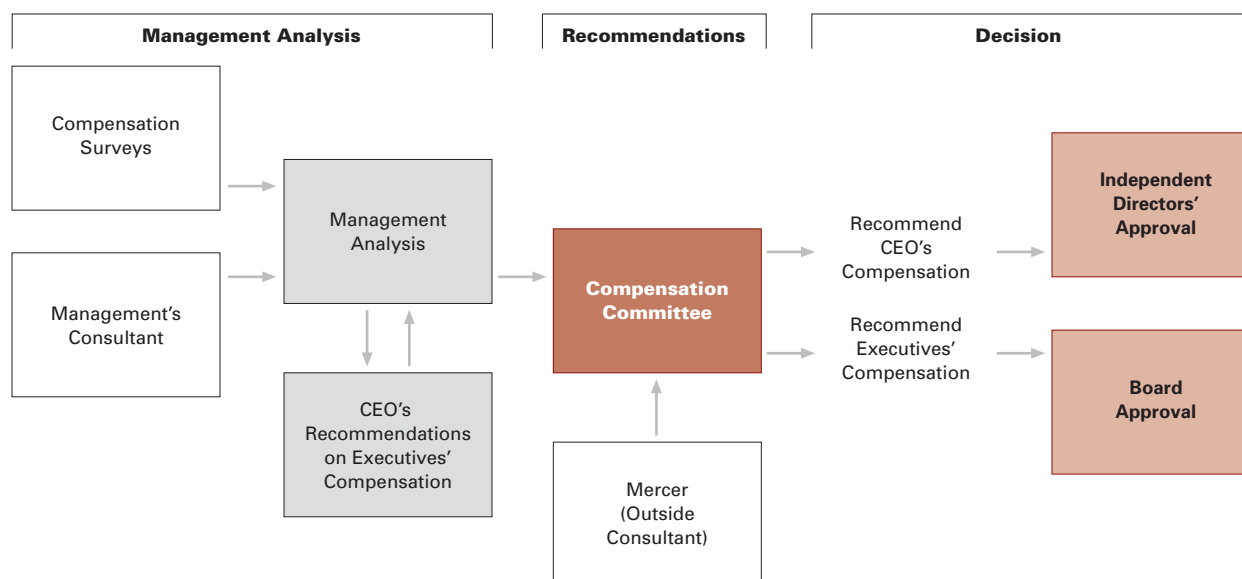 Management Analysis
Recommendations
Decision
Compensation
Surveys
Management's
Consultant
Management
Analysis
CEO's
Recommendations
on Executives'
Compensation
Compensation
Committee
Mercer
(Outside
Consultant)
Recommend
CEO's
Compensation
Recommend
Executives'
Compensation
Independent
Directors'
Approval
Board
Approval